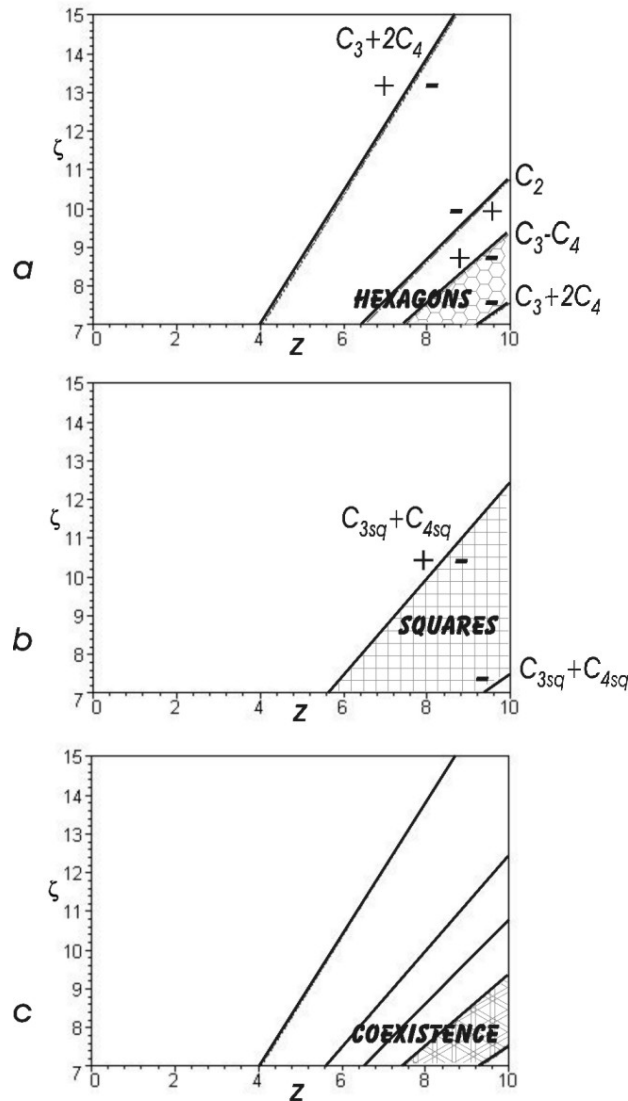 15
C3+2C4
14
+ -
13
12
ζ
11
C2
10
- +
C3-C4
9
+ -
a
8
HEXAGONS
-
C3+2C4
7
0 2 4 Z 6 8 10
15
14
13
12
ζ
11
C3sq+C4sq
+ -
10
9
SQUARES
b
8
-
C3sq+C4sq
7
0 2 4 Z 6 8 10
15
14
13
12
ζ
11
10
9
c
8
COEXISTENCE
7
0 2 4 Z 6 8 10